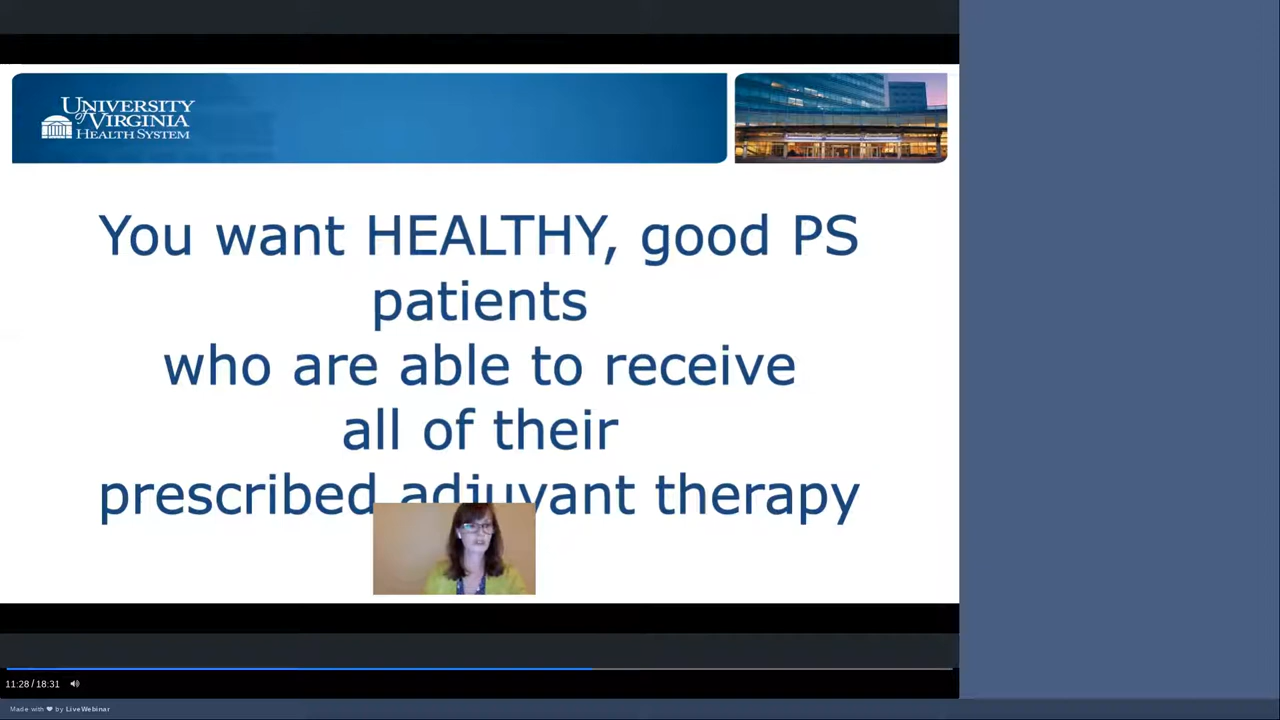 UNIVERSITY
of VIRGINIA
HEALTH SYSTEM
You want HEALTHY, good PS
patients
who are able to receive
all of their
prescribed adjuvant therapy
11:28 / 18:31
Made with ❤ by LiveWebinar